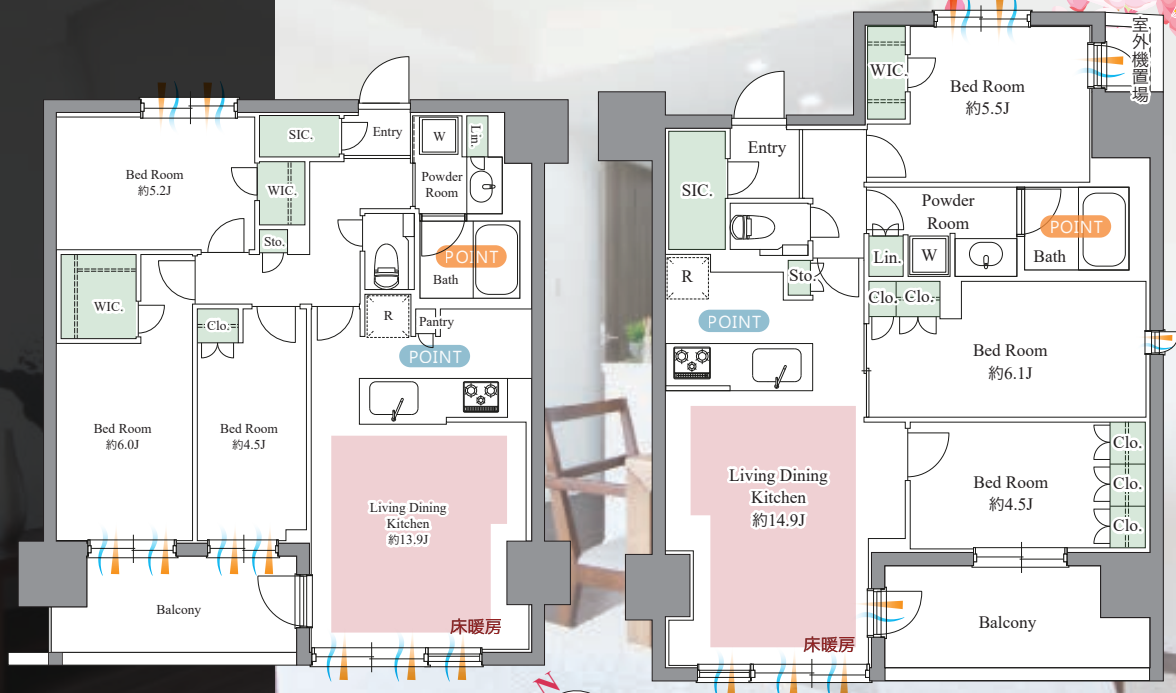 SIC.
Entry
W
Lin.
Bed Room
約5.2J
WIC.
Powder
Room
Sto.
POINT
Bath
WIC.
R
Pantry
Clo.
POINT
Bed Room
約6.0J
Bed Room
約4.5J
Living Dining
Kitchen
約13.9J
Balcony
床暖房
室外機置場
WIC.
Bed Room
約5.5J
Entry
SIC.
Powder
Room
POINT
Lin.
W
Bath
R
Sto.
Clo.
Clo.
POINT
Bed Room
約6.1J
Clo.
Living Dining
Kitchen
約14.9J
Bed Room
約4.5J
Clo.
Clo.
Balcony
床暖房
N